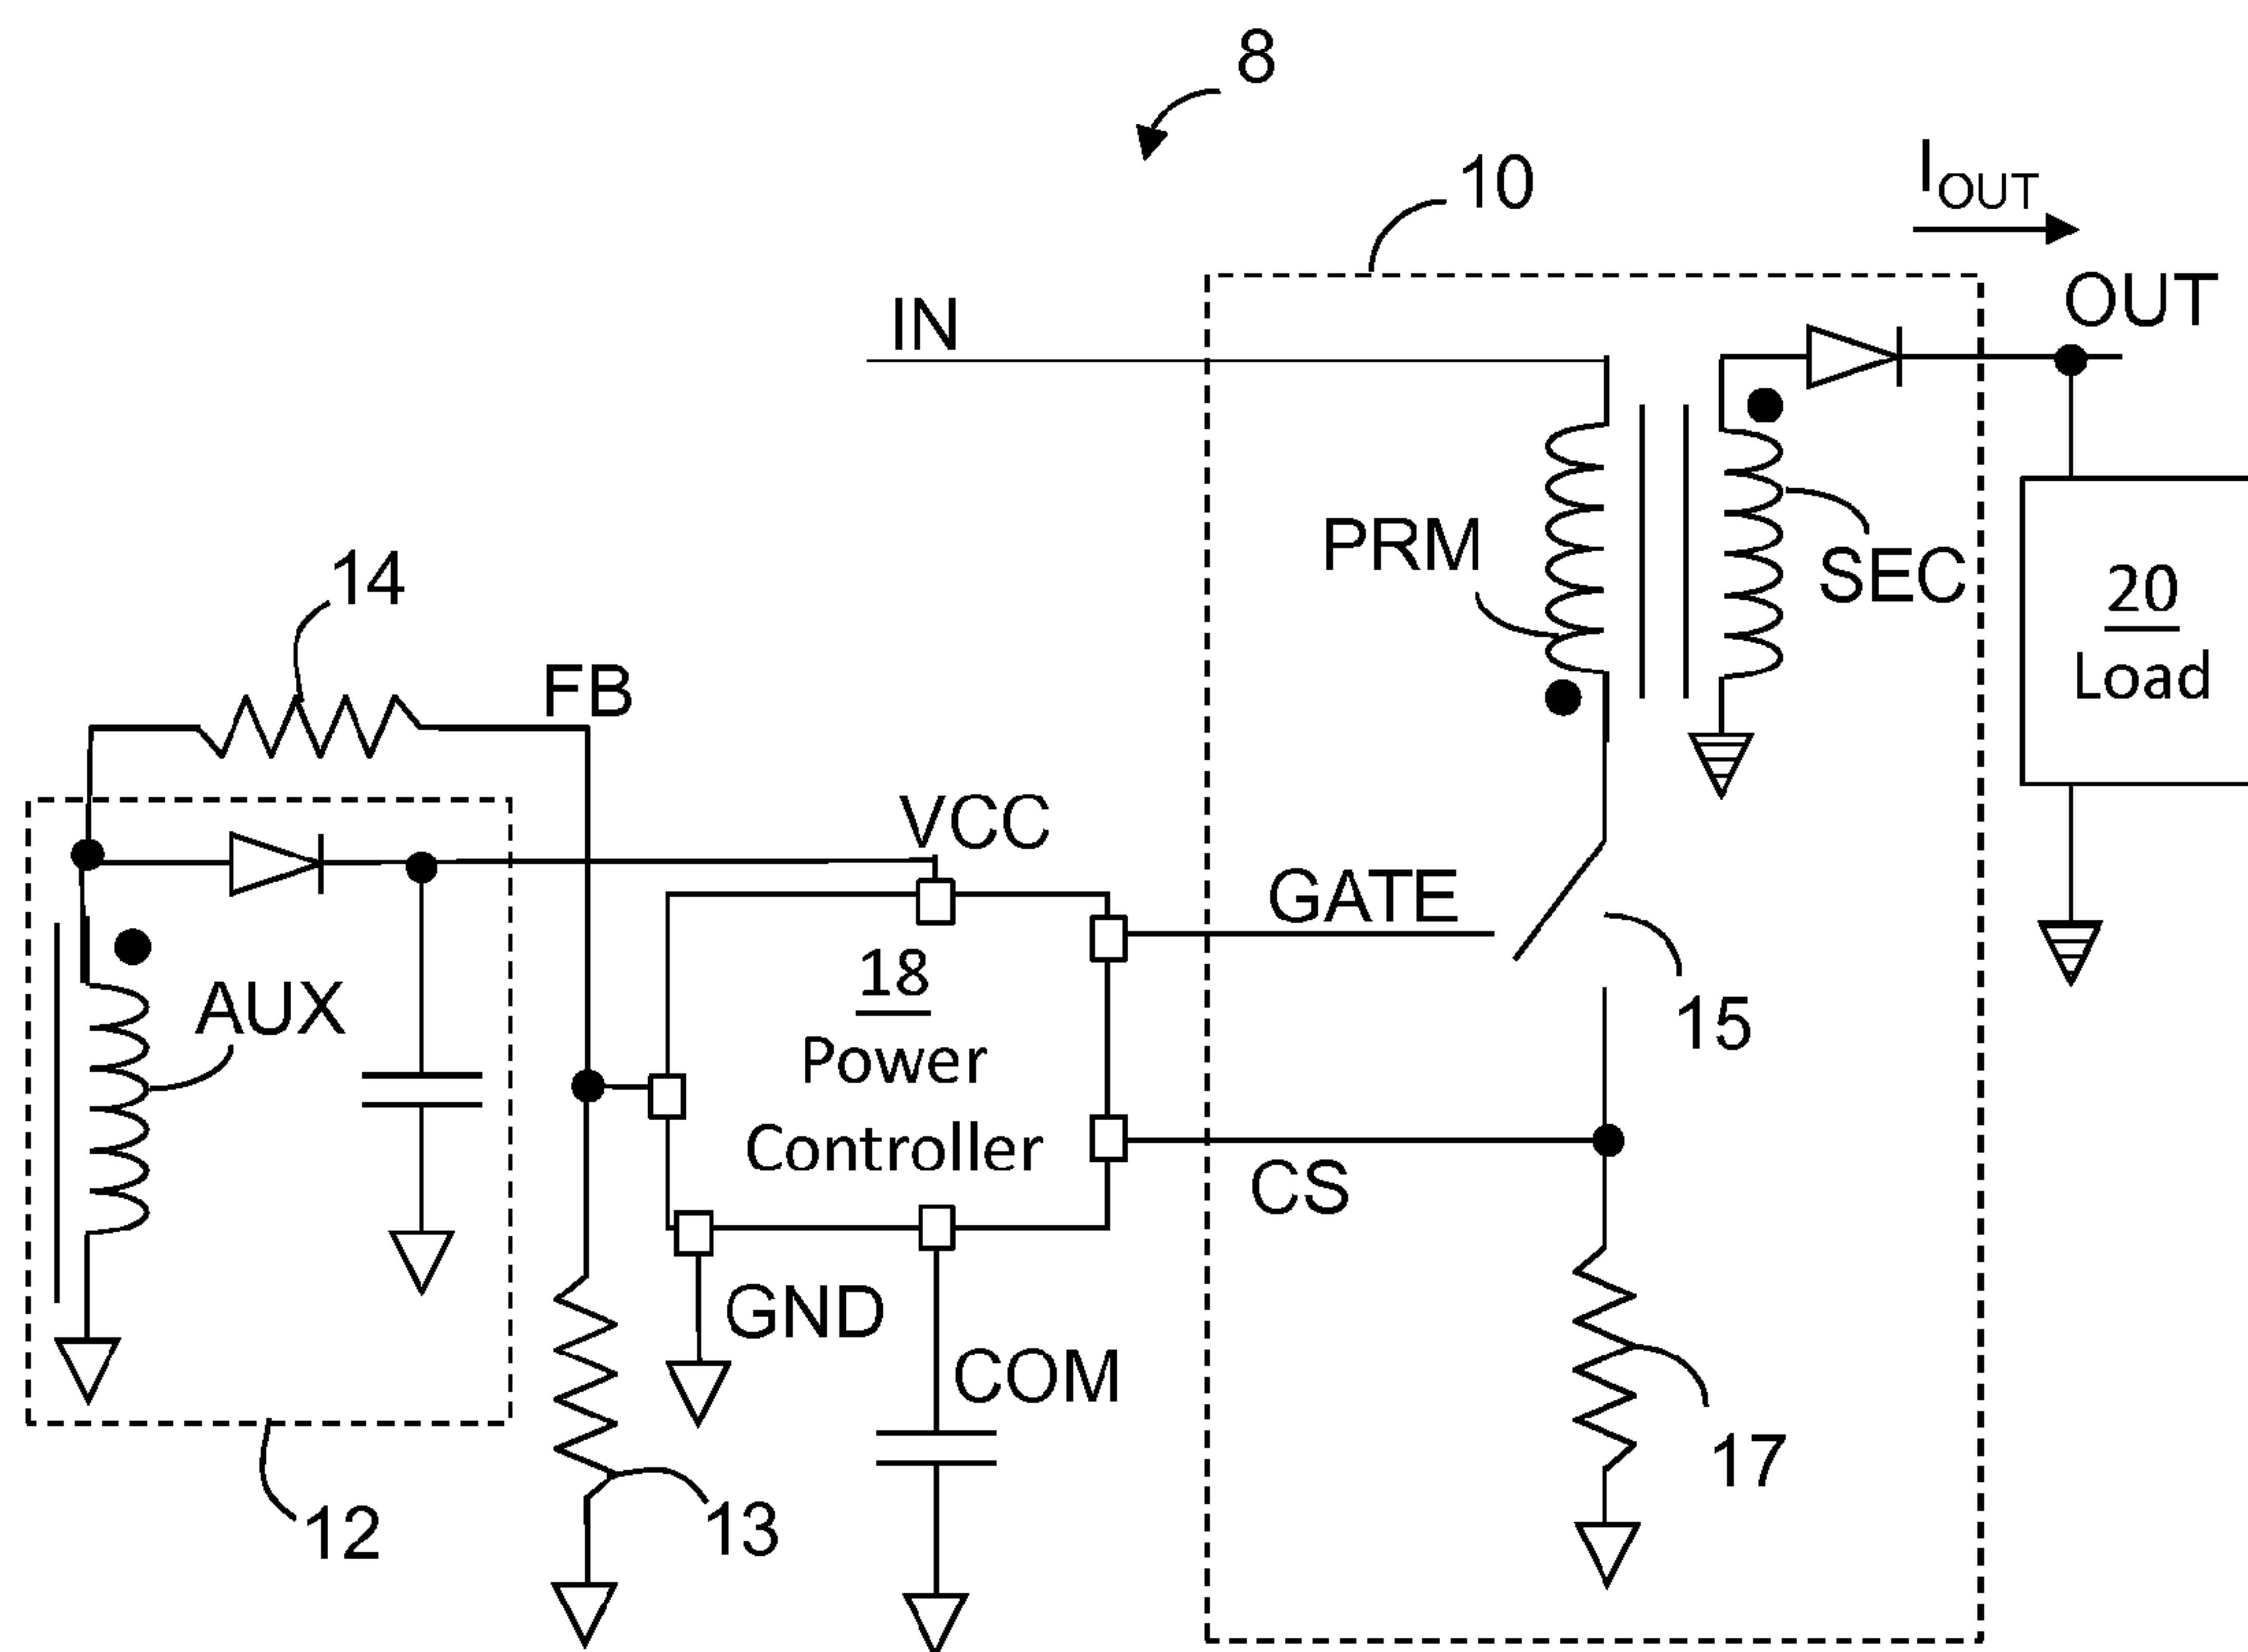 8
10
I_OUT
IN
OUT
PRM
SEC
20
Load
14
FB
VCC
GATE
18
Power
Controller
AUX
15
CS
GND
COM
17
12
13